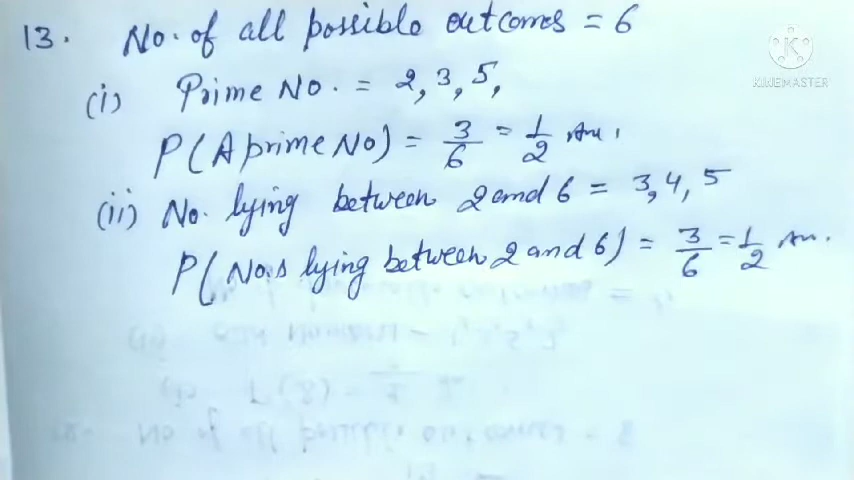 13. No. of all possible outcomes = 6
(i) Prime No. = 2, 3, 5,
P(A prime No) = 3/6 = 1/2 Ans.
(ii) No. lying between 2 and 6 = 3, 4, 5
P(No.s lying between 2 and 6) = 3/6 = 1/2 Ans.
KINEMASTER